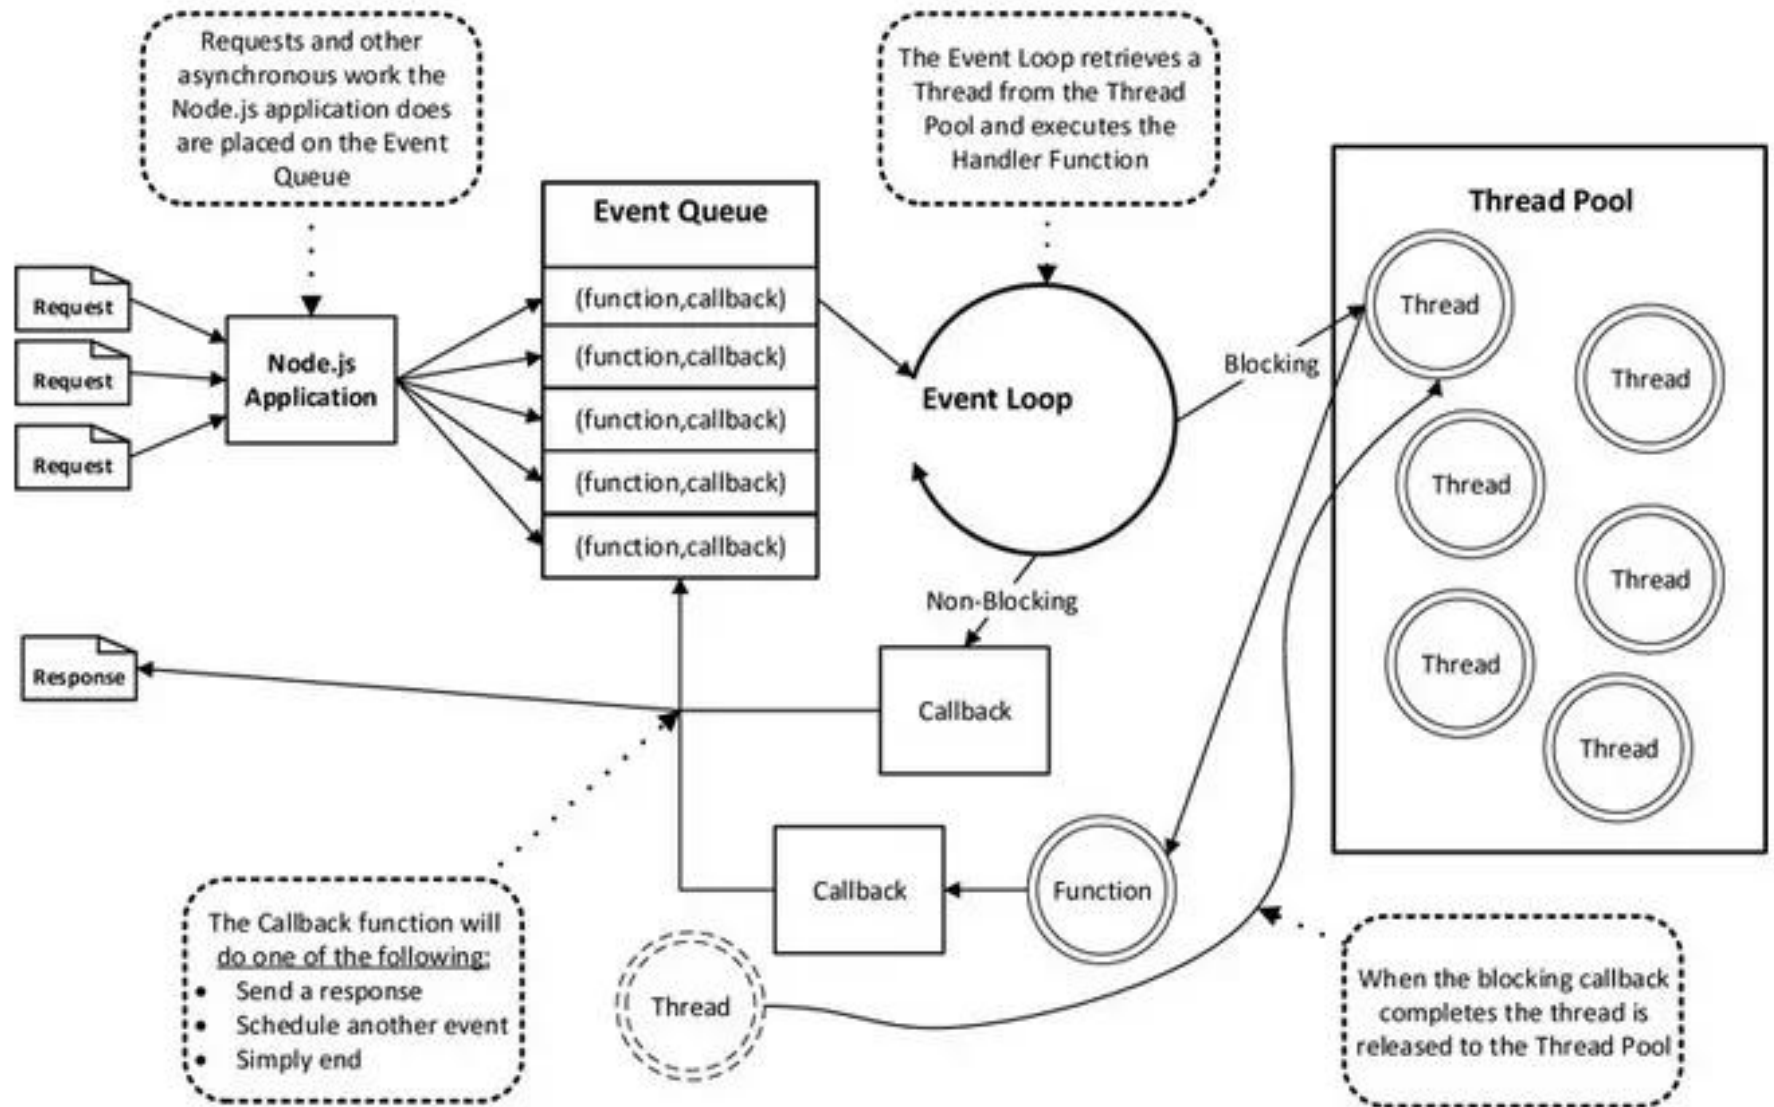 Requests and other
asynchronous work the
Node.js application does
are placed on the Event
Queue
The Event Loop retrieves a
Thread from the Thread
Pool and executes the
Handler Function
Request
Request
Request
Node.js
Application
Event Queue
(function,callback)
(function,callback)
(function,callback)
(function,callback)
(function,callback)
Event Loop
Blocking
Non-Blocking
Thread Pool
Thread
Thread
Thread
Thread
Thread
Thread
Response
Callback
Callback
Function
Thread
The Callback function will
do one of the following:
• Send a response
• Schedule another event
• Simply end
When the blocking callback
completes the thread is
released to the Thread Pool